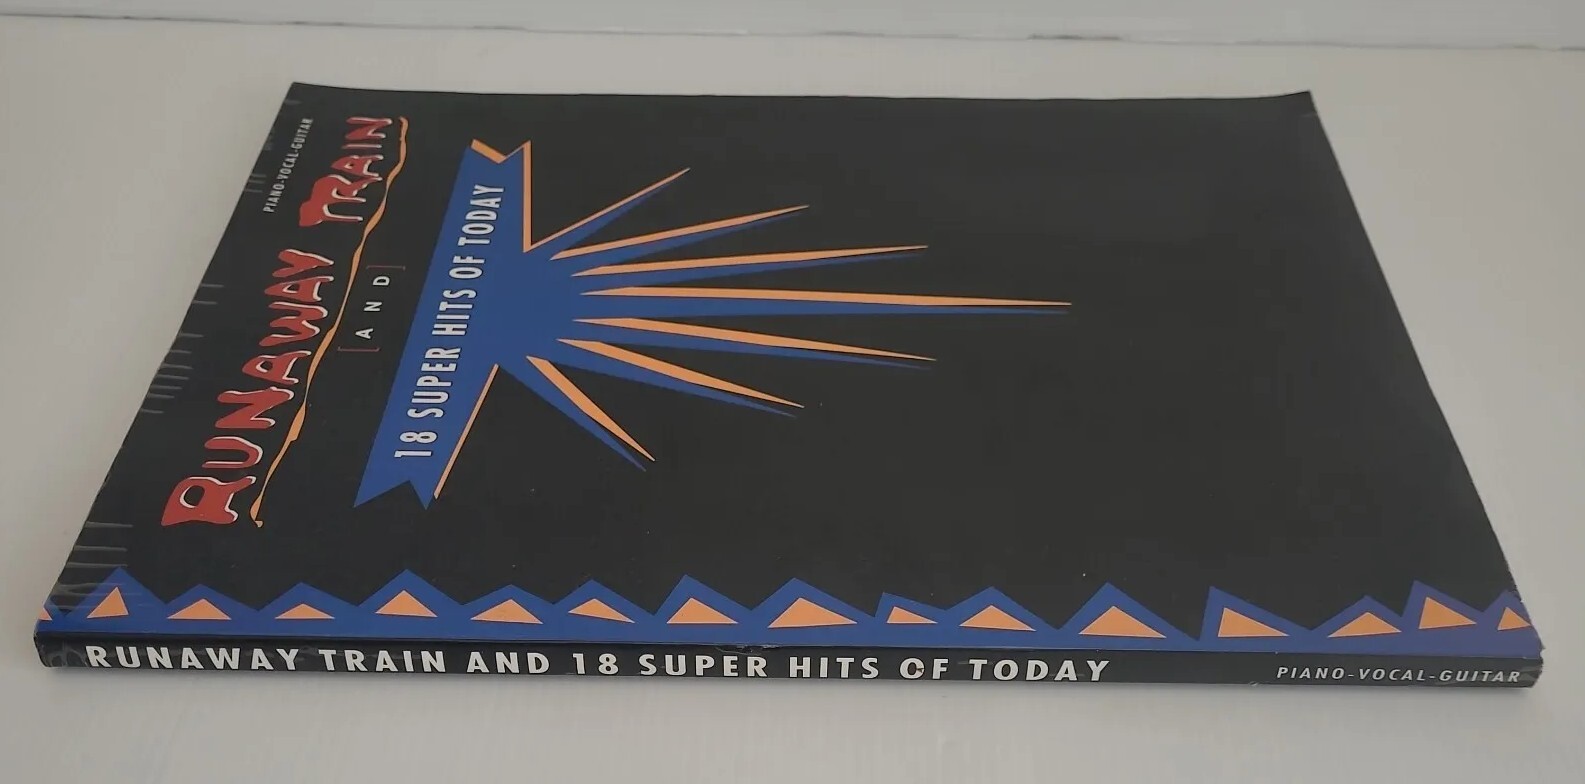 PIANO-VOCAL-GUITAR
RUNAWAY TRAIN
[AND]
18 SUPER HITS OF TODAY
RUNAWAY TRAIN AND 18 SUPER HITS OF TODAY
PIANO-VOCAL-GUITAR